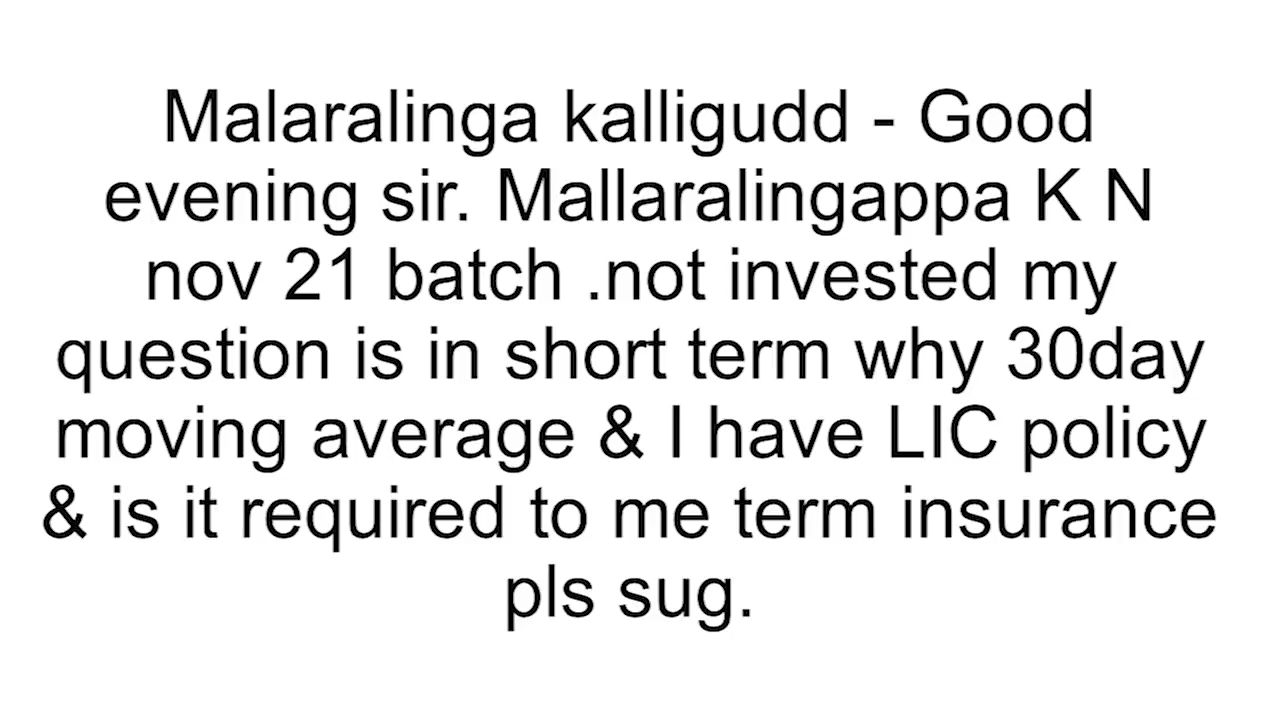 Malaralinga kalligudd - Good
evening sir. Mallaralingappa K N
nov 21 batch .not invested my
question is in short term why 30day
moving average & I have LIC policy
& is it required to me term insurance
pls sug.